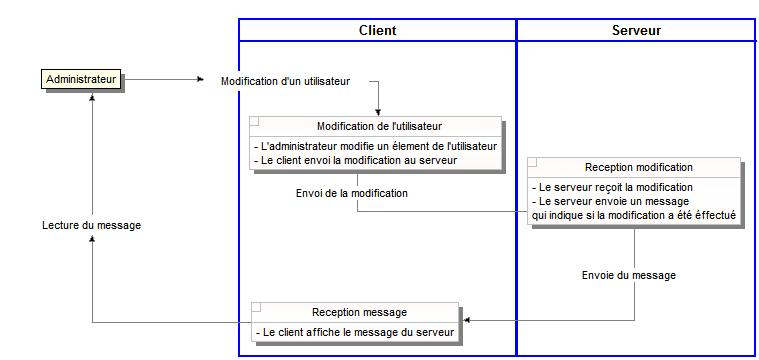 Client
Serveur
Administrateur
Modification d'un utilisateur
Modification de l'utilisateur
- L'administrateur modifie un élement de l'utilisateur
- Le client envoi la modification au serveur
Reception modification
- Le serveur reçoit la modification
- Le serveur envoie un message
qui indique si la modification a été éffectué
Envoi de la modification
Lecture du message
Envoie du message
Reception message
- Le client affiche le message du serveur